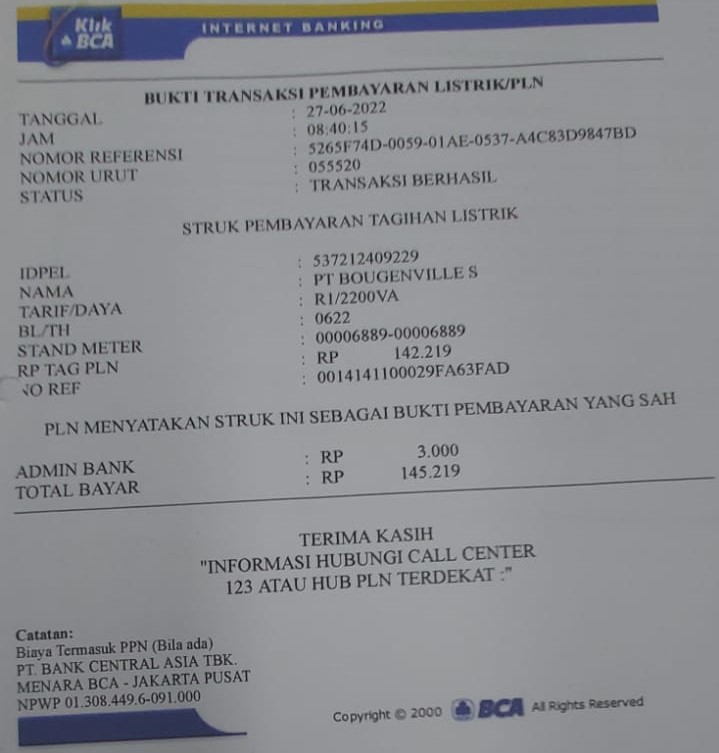 Klik BCA INTERNET BANKING
BUKTI TRANSAKSI PEMBAYARAN LISTRIK/PLN
TANGGAL : 27-06-2022
JAM : 08:40:15
NOMOR REFERENSI : 5265F74D-0059-01AE-0537-A4C83D9847BD
NOMOR URUT : 055520
STATUS : TRANSAKSI BERHASIL
STRUK PEMBAYARAN TAGIHAN LISTRIK
IDPEL : 537212409229
NAMA : PT BOUGENVILLE S
TARIF/DAYA : R1/2200VA
BL/TH : 0622
STAND METER : 00006889-00006889
RP TAG PLN : RP 142.219
NO REF : 0014141100029FA63FAD
PLN MENYATAKAN STRUK INI SEBAGAI BUKTI PEMBAYARAN YANG SAH
ADMIN BANK : RP 3.000
TOTAL BAYAR : RP 145.219
TERIMA KASIH
"INFORMASI HUBUNGI CALL CENTER
123 ATAU HUB PLN TERDEKAT :"
Catatan:
Biaya Termasuk PPN (Bila ada)
PT. BANK CENTRAL ASIA TBK.
MENARA BCA - JAKARTA PUSAT
NPWP 01.308.449.6-091.000
Copyright © 2000 BCA All Rights Reserved